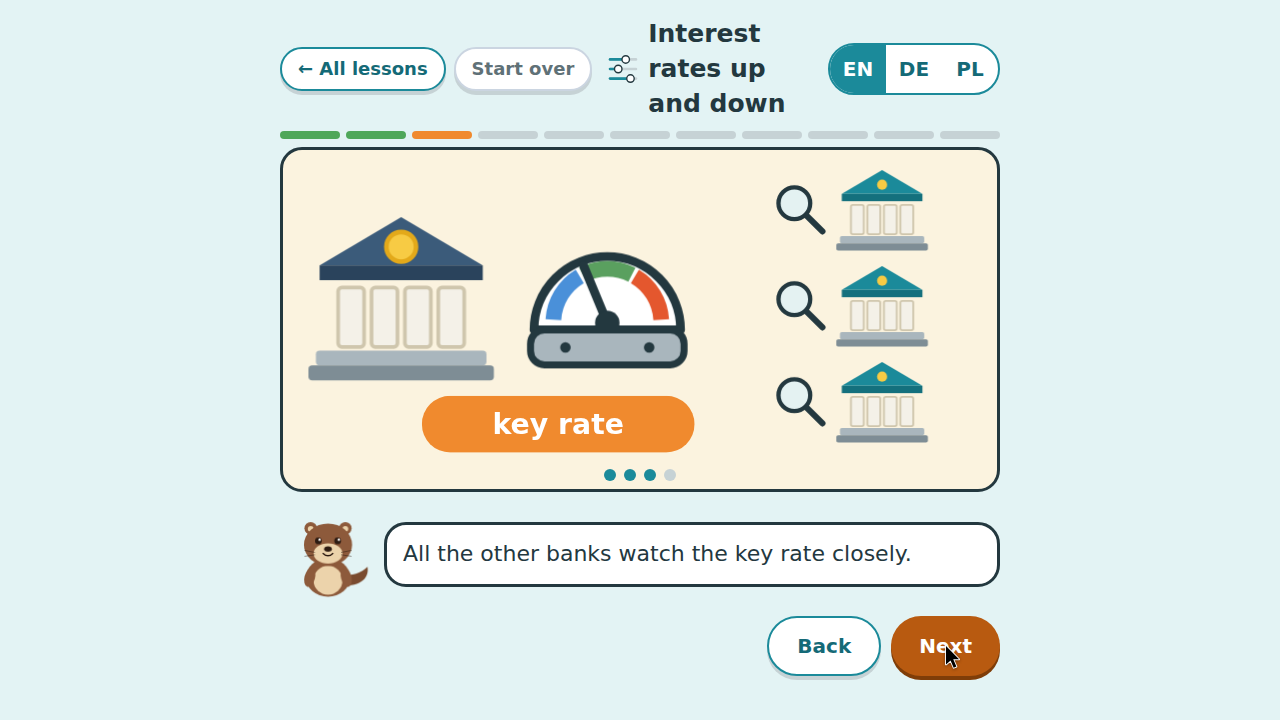 ← All lessons
Start over
Interest
rates up
and down
EN DE PL
key rate
All the other banks watch the key rate closely.
Back
Next